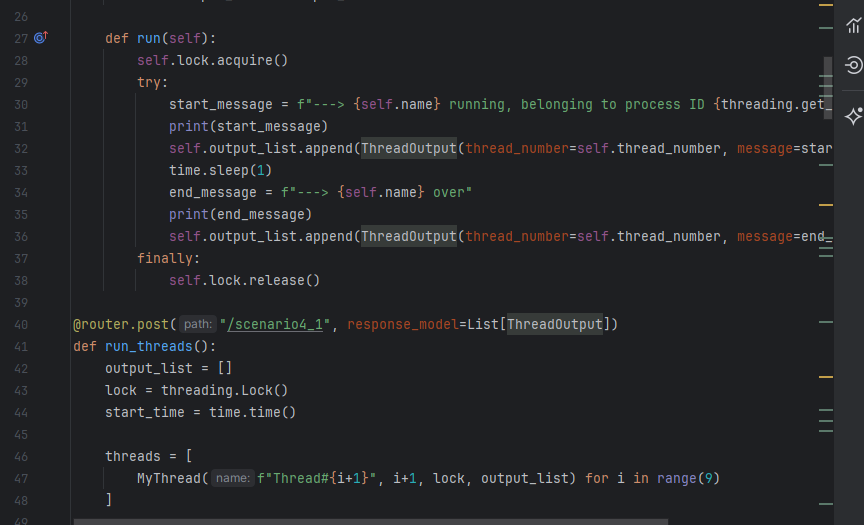 26
27 def run(self):
28 self.lock.acquire()
29 try:
30 start_message = f"---> {self.name} running, belonging to process ID {threading.get_
31 print(start_message)
32 self.output_list.append(ThreadOutput(thread_number=self.thread_number, message=star
33 time.sleep(1)
34 end_message = f"---> {self.name} over"
35 print(end_message)
36 self.output_list.append(ThreadOutput(thread_number=self.thread_number, message=end_
37 finally:
38 self.lock.release()
39
40 @router.post( path: "/scenario4_1", response_model=List[ThreadOutput])
41 def run_threads():
42 output_list = []
43 lock = threading.Lock()
44 start_time = time.time()
45
46 threads = [
47 MyThread( name: f"Thread#{i+1}", i+1, lock, output_list) for i in range(9)
48 ]
49